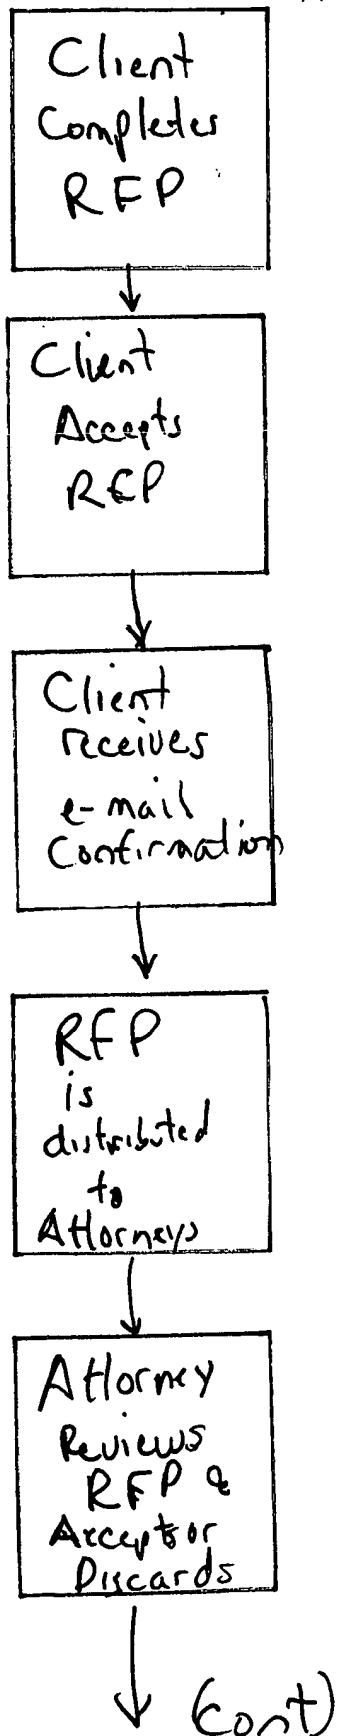 Client
Completes
RFP
Client
Accepts
RFP
Client
receives
e-mail
Confirmation
RFP
is
distributed
to
Attorneys
Attorney
Reviews
RFP &
Accepts or
Discards
(Cont)